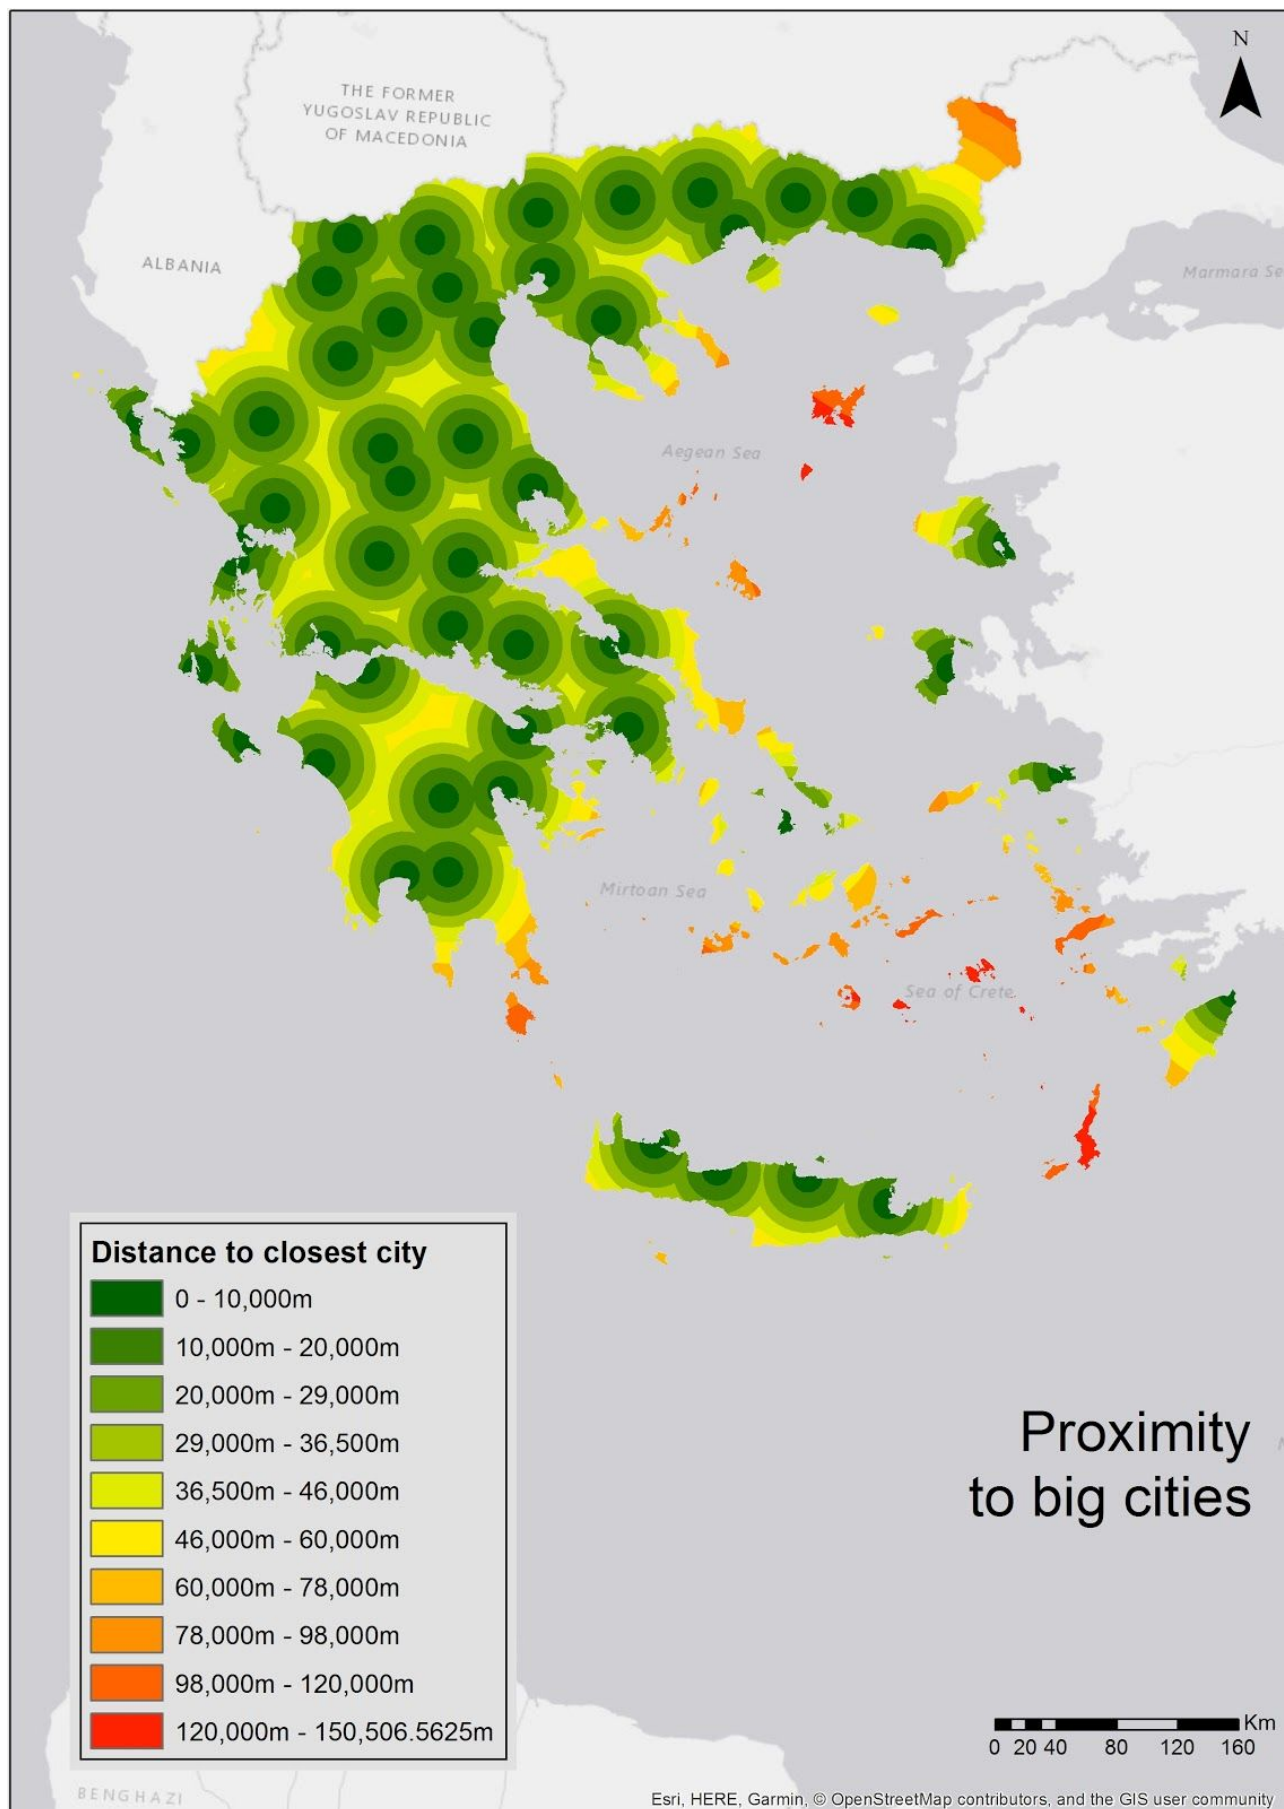 N
THE FORMER
YUGOSLAV REPUBLIC
OF MACEDONIA
ALBANIA
Marmara Se
Aegean Sea
Mirtoan Sea
Sea of Crete
Distance to closest city
0 - 10,000m
10,000m - 20,000m
20,000m - 29,000m
29,000m - 36,500m
36,500m - 46,000m
46,000m - 60,000m
60,000m - 78,000m
78,000m - 98,000m
98,000m - 120,000m
120,000m - 150,506.5625m
Proximity
to big cities
Km
0 20 40 80 120 160
BENGHAZI
Esri, HERE, Garmin, © OpenStreetMap contributors, and the GIS user community